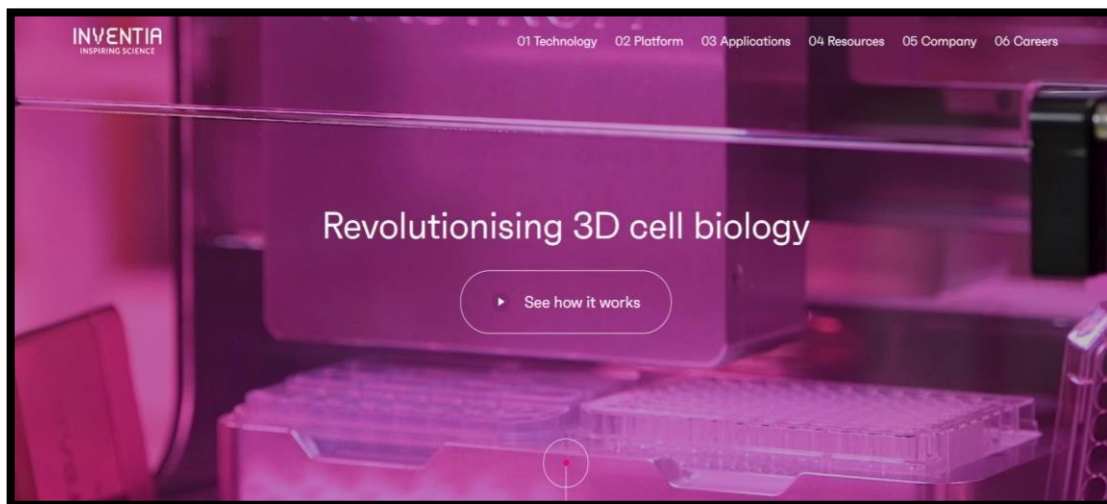 INVENTIA
INSPIRING SCIENCE
01 Technology 02 Platform 03 Applications 04 Resources 05 Company 06 Careers
Revolutionising 3D cell biology
See how it works